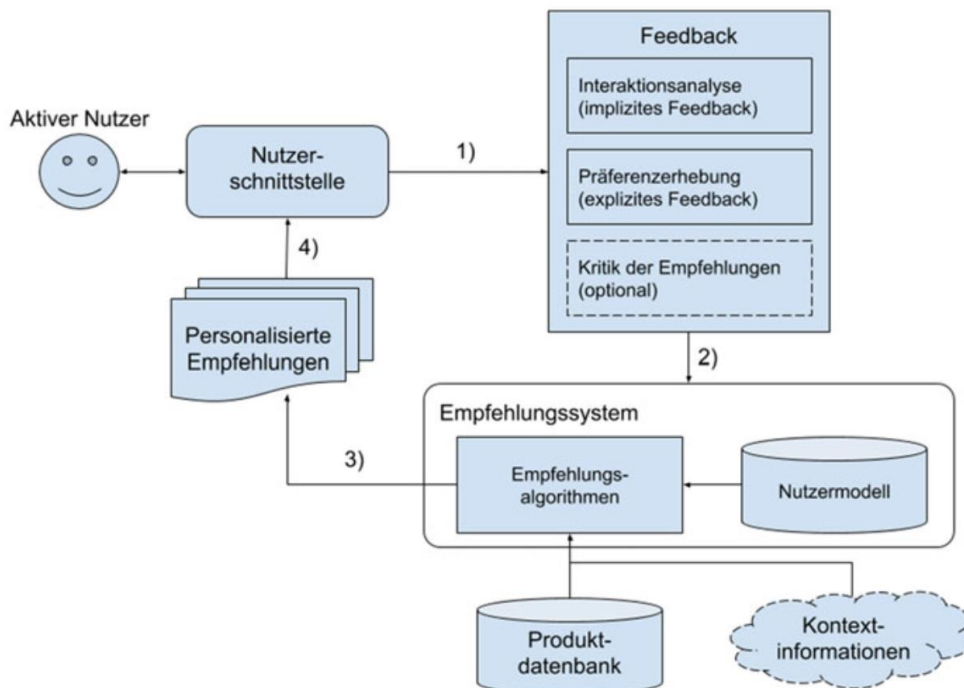 Feedback
Interaktionsanalyse
(implizites Feedback)
Aktiver Nutzer
Nutzer-
schnittstelle
1)
Präferenzerhebung
(explizites Feedback)
4)
Kritik der Empfehlungen
(optional)
Personalisierte
Empfehlungen
2)
Empfehlungssystem
3)
Empfehlungs-
algorithmen
Nutzermodell
Produkt-
datenbank
Kontext-
informationen